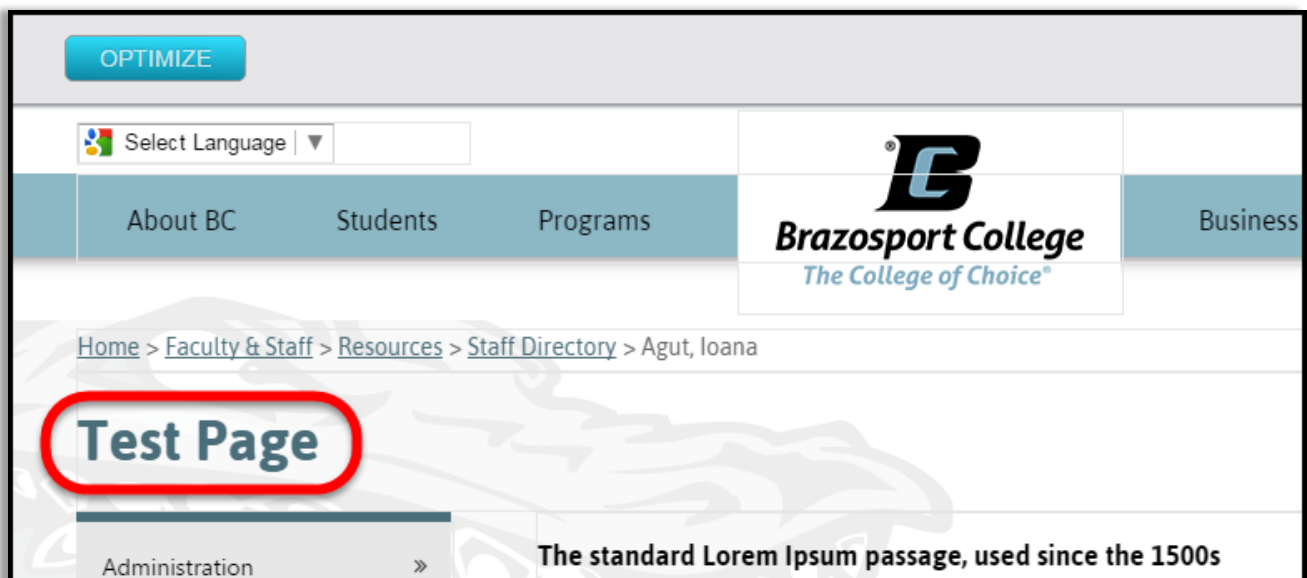 OPTIMIZE
Select Language ▼
About BC Students Programs Business
® BC
Brazosport College
The College of Choice®
Home > Faculty & Staff > Resources > Staff Directory > Agut, Ioana
Test Page
Administration »
The standard Lorem Ipsum passage, used since the 1500s